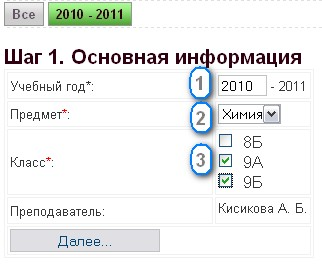 Все 2010 - 2011
Шаг 1. Основная информация
Учебный год*: 1 2010 - 2011
Предмет*: 2 Химия
Класс*: 3
8Б
9А
9Б
Преподаватель: Кисикова А. Б.
Далее...